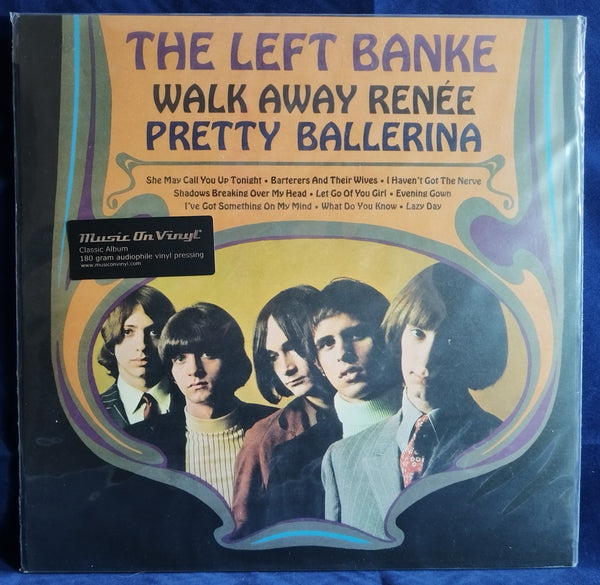 THE LEFT BANKE
WALK AWAY RENÉE
PRETTY BALLERINA
She May Call You Up Tonight • Barterers And Their Wives • I Haven't Got The Nerve
Shadows Breaking Over My Head • Let Go Of You Girl • Evening Gown
I've Got Something On My Mind • What Do You Know • Lazy Day
Music On Vinyl
Classic Album
180 gram audiophile vinyl pressing
www.musiconvinyl.com